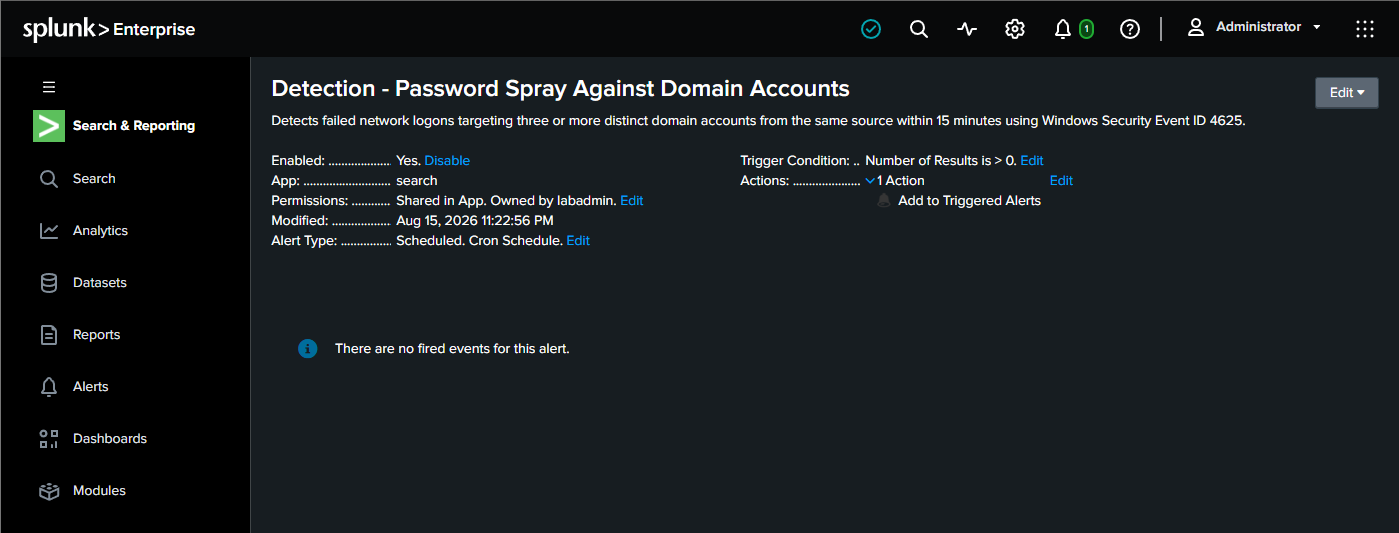 splunk> Enterprise
1
Administrator
Search & Reporting
Search
Analytics
Datasets
Reports
Alerts
Dashboards
Modules
Detection - Password Spray Against Domain Accounts
Edit
Detects failed network logons targeting three or more distinct domain accounts from the same source within 15 minutes using Windows Security Event ID 4625.
Enabled: ................... Yes. Disable
App: .......................... search
Permissions: ............ Shared in App. Owned by labadmin. Edit
Modified: .................. Aug 15, 2026 11:22:56 PM
Alert Type: ............... Scheduled. Cron Schedule. Edit
Trigger Condition: .. Number of Results is > 0. Edit
Actions: .................... 1 Action Edit
Add to Triggered Alerts
There are no fired events for this alert.